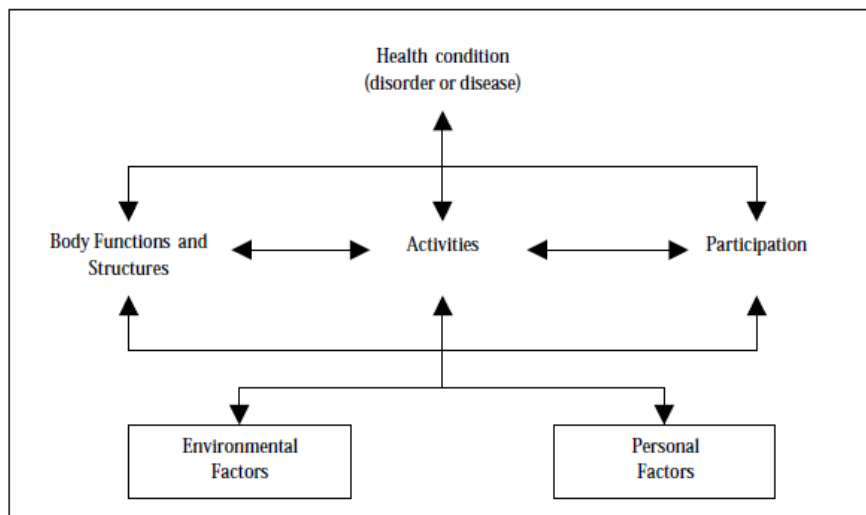 Health condition
(disorder or disease)
Body Functions and
Structures
Activities
Participation
Environmental
Factors
Personal
Factors